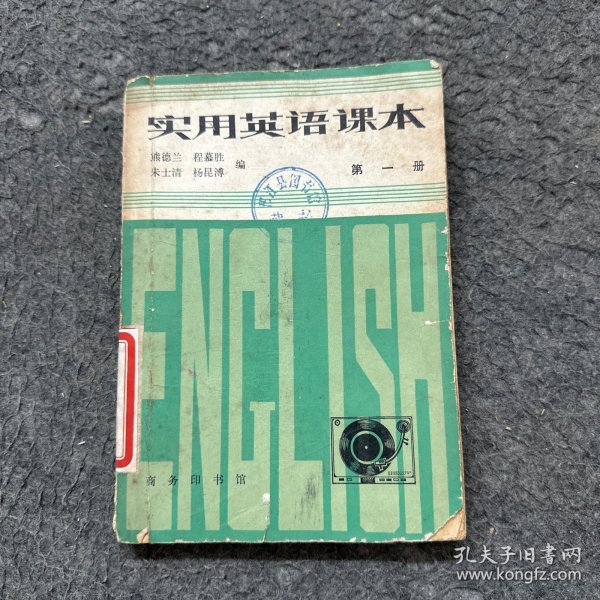 实用英语课本
熊德兰 程慕胜
朱士清 杨昆溥 编
第一册
ENGLISH
商务印书馆
孔夫子旧书网
www.kongfz.com